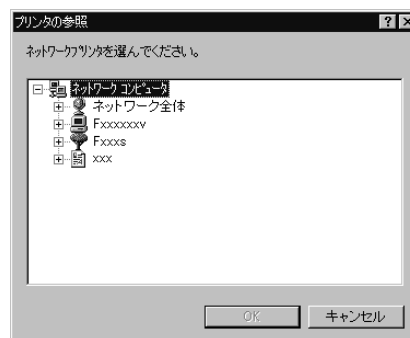 プリンタの参照
ﾈｯﾄﾜｰｸﾌﾟﾘﾝﾀを選んでください。
ﾈｯﾄﾜｰｸ ｺﾝﾋﾟｭｰﾀ
ネットワーク全体
Fxxxxxxv
Fxxxs
xxx
OK キャンセル